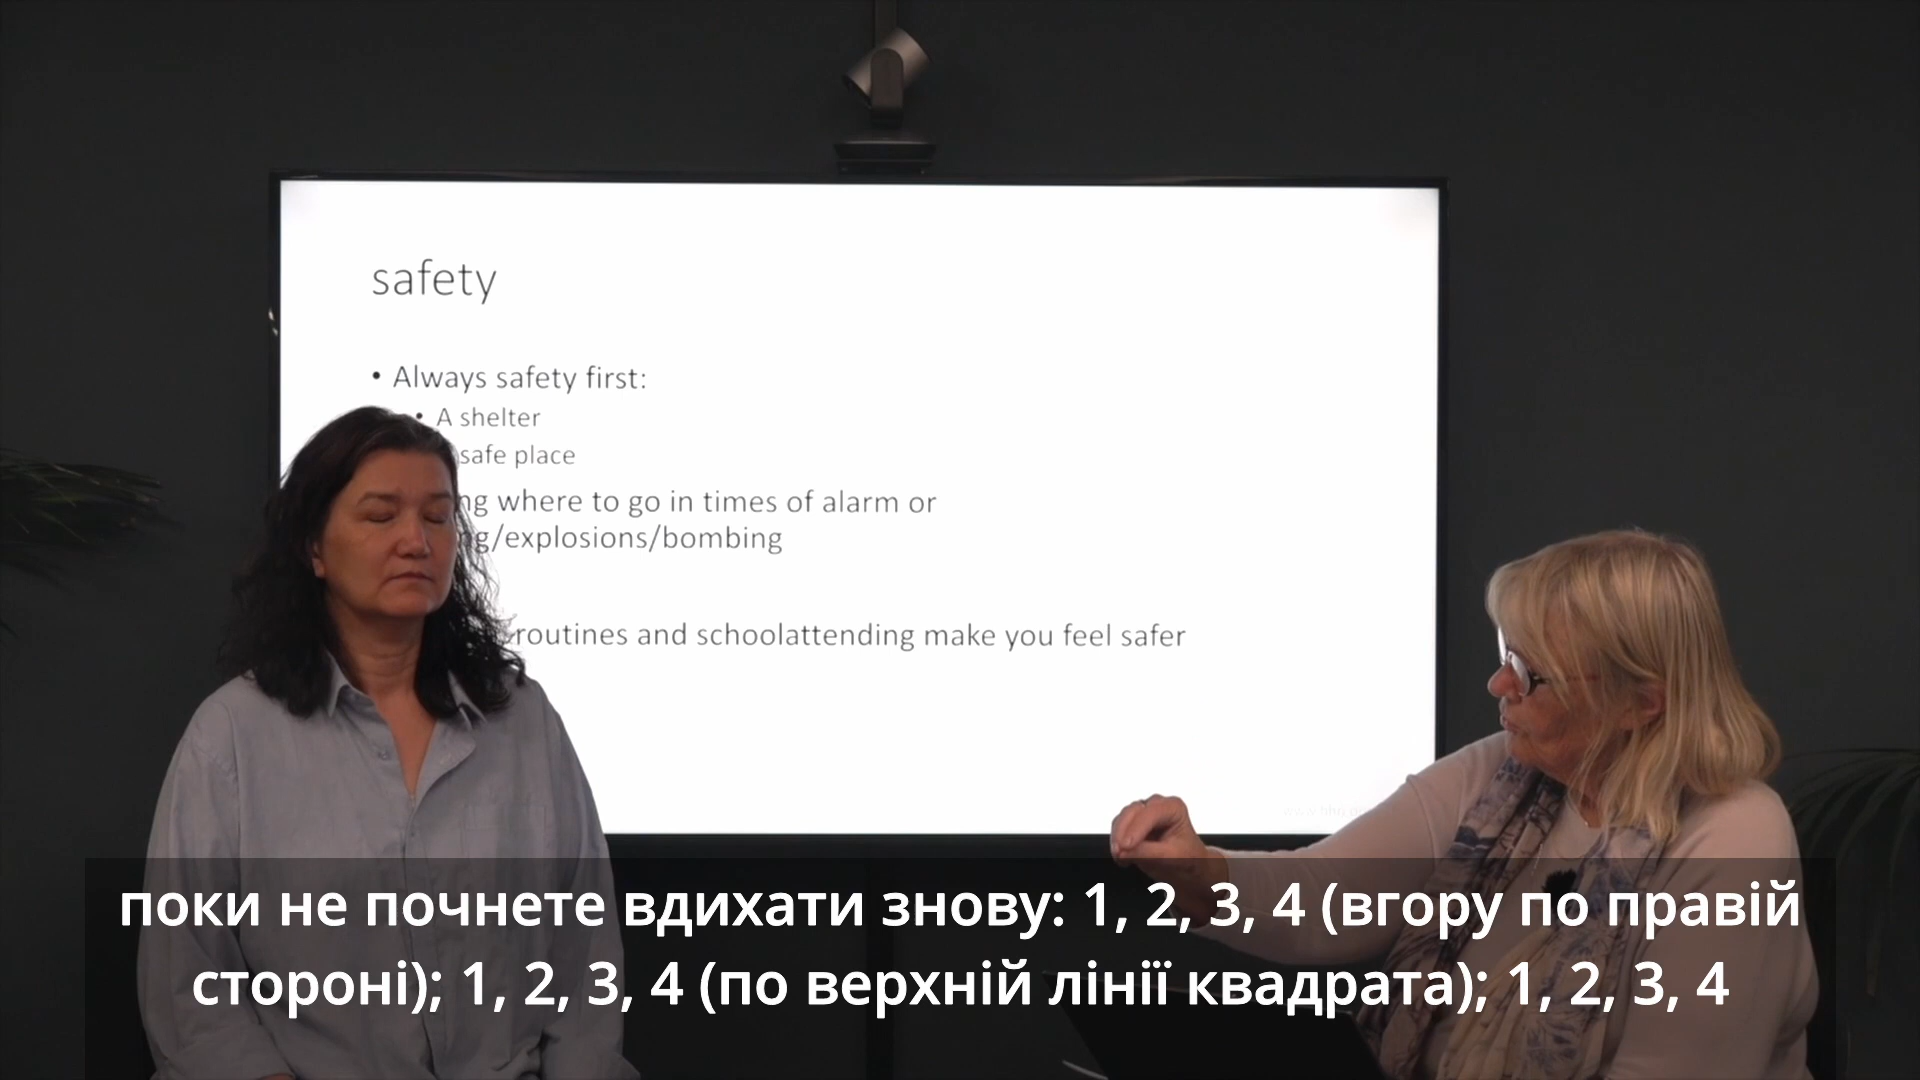 safety
• Always safety first:
• A shelter
safe place
where to go in times of alarm or
/explosions/bombing
routines and schoolattending make you feel safer
поки не почнете вдихати знову: 1, 2, 3, 4 (вгору по правій
стороні); 1, 2, 3, 4 (по верхній лінії квадрата); 1, 2, 3, 4